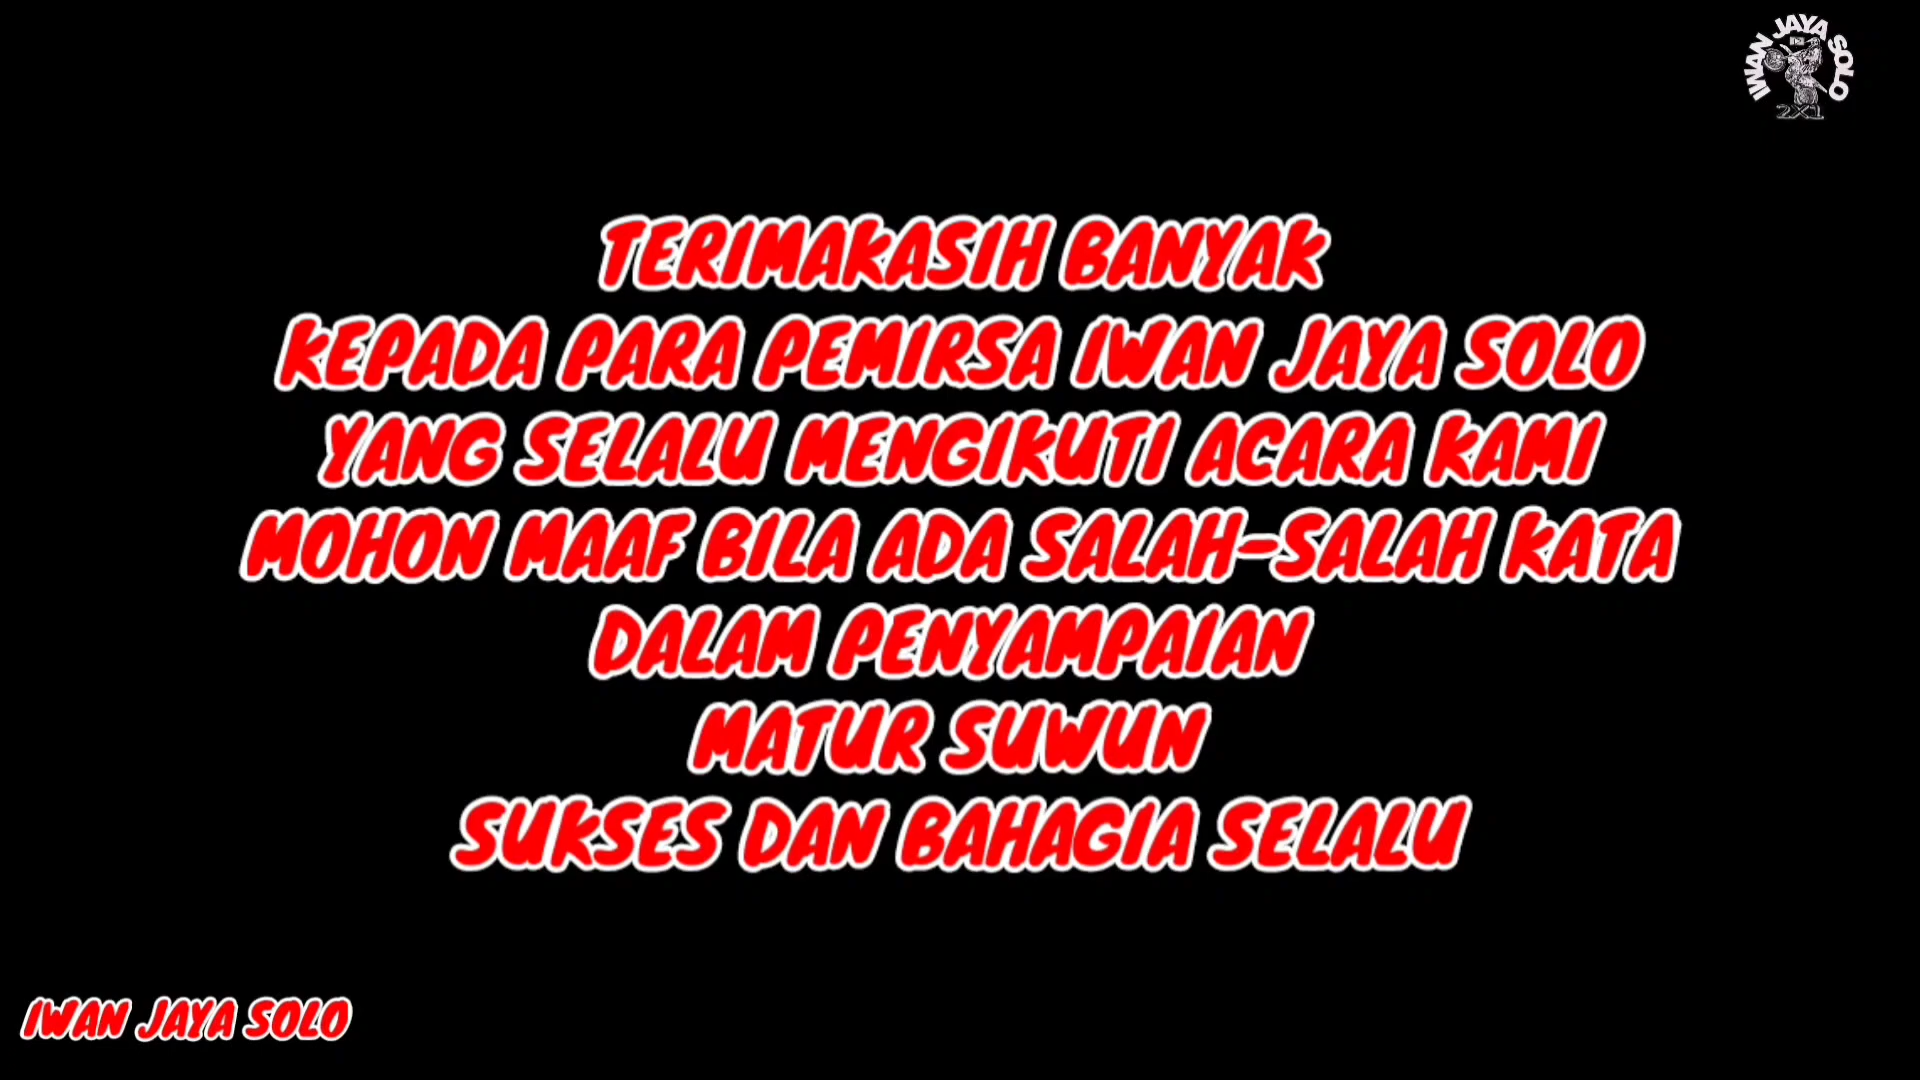 IWAN JAYA SOLO
2X1
TERIMAKASIH BANYAK
KEPADA PARA PEMIRSA IWAN JAYA SOLO
YANG SELALU MENGIKUTI ACARA KAMI
MOHON MAAF BILA ADA SALAH-SALAH KATA
DALAM PENYAMPAIAN
MATUR SUWUN
SUKSES DAN BAHAGIA SELALU
IWAN JAYA SOLO